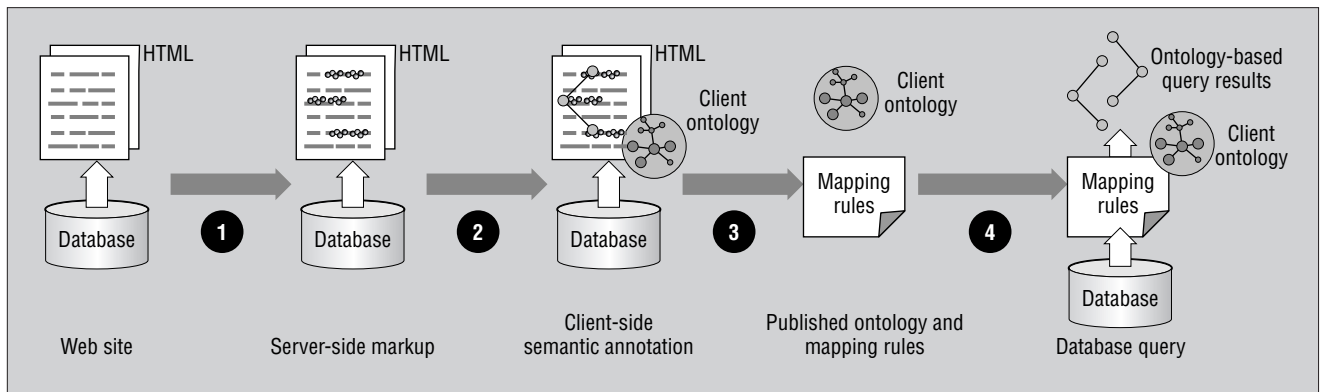 HTML
Database
Web site
1
HTML
Database
Server-side markup
2
HTML
Client
ontology
Database
Client-side
semantic annotation
3
Client
ontology
Mapping
rules
Published ontology and
mapping rules
4
Ontology-based
query results
Client
ontology
Mapping
rules
Database
Database query